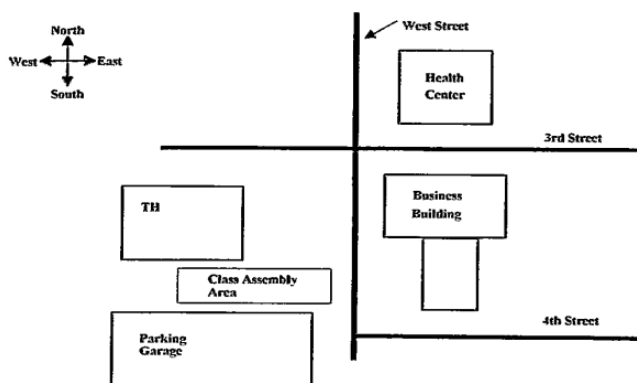 North
West
East
South
West Street
Health
Center
3rd Street
TH
Business
Building
Class Assembly
Area
4th Street
Parking
Garage